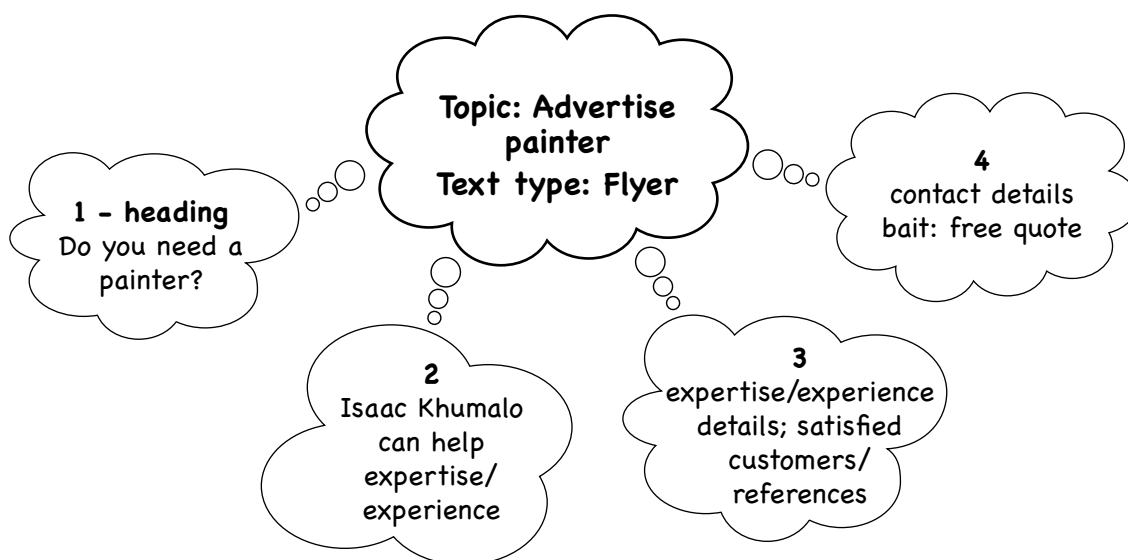 Topic: Advertise
painter
Text type: Flyer
1 - heading
Do you need a
painter?
2
Isaac Khumalo
can help
expertise/
experience
3
expertise/experience
details; satisfied
customers/
references
4
contact details
bait: free quote